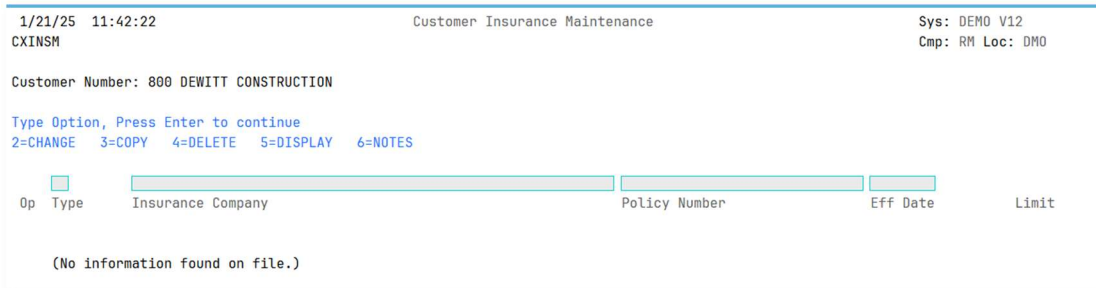 1/21/25 11:42:22 Customer Insurance Maintenance Sys: DEMO V12
CXINSM Cmp: RM Loc: DMO
Customer Number: 800 DEWITT CONSTRUCTION
Type Option, Press Enter to continue
2=CHANGE 3=COPY 4=DELETE 5=DISPLAY 6=NOTES
Op Type Insurance Company Policy Number Eff Date Limit
(No information found on file.)